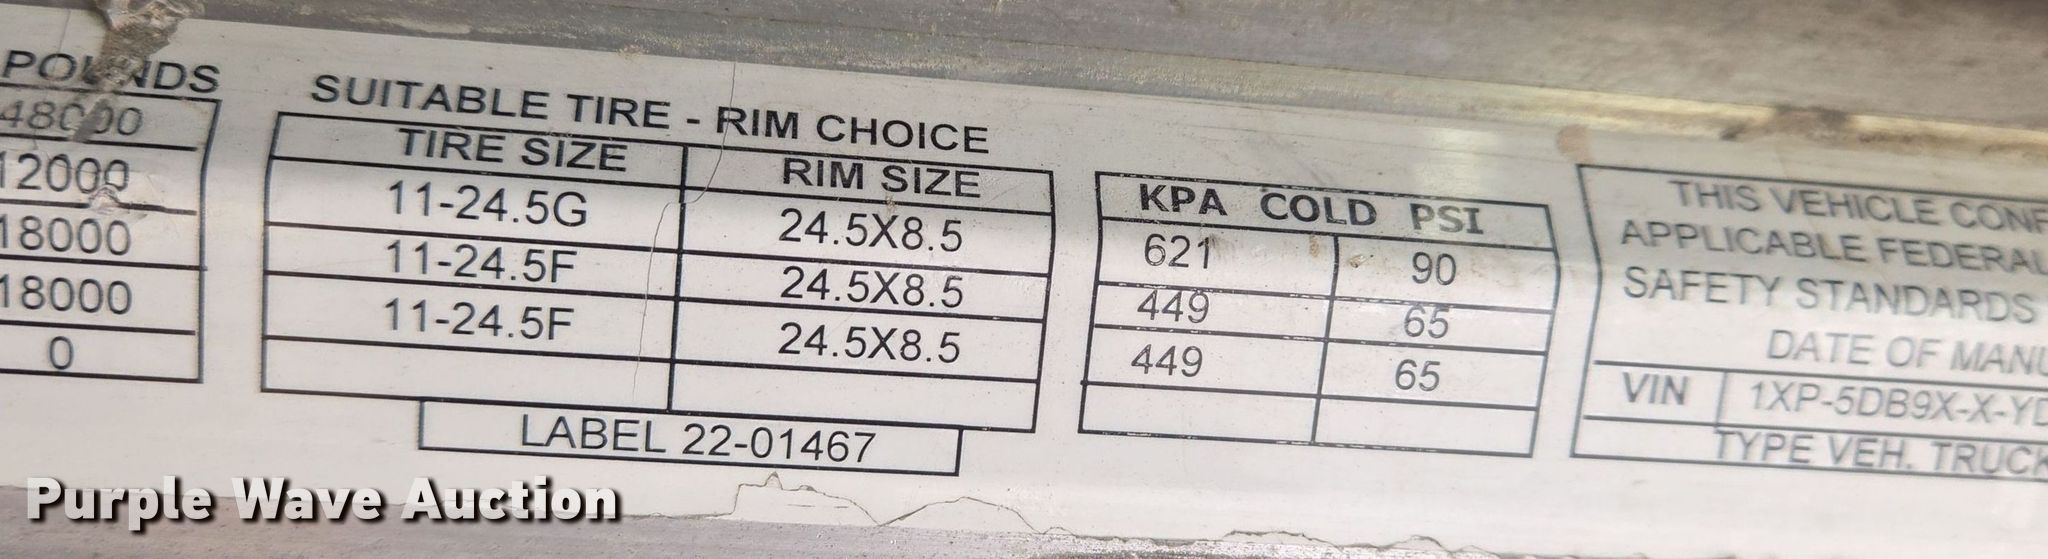 POUNDS
48000
12000
18000
18000
0
SUITABLE TIRE - RIM CHOICE
TIRE SIZE RIM SIZE
11-24.5G 24.5X8.5
11-24.5F 24.5X8.5
11-24.5F 24.5X8.5
LABEL 22-01467
KPA COLD PSI
621 90
449 65
449 65
THIS VEHICLE CONF
APPLICABLE FEDERAL
SAFETY STANDARDS
DATE OF MANU
VIN 1XP-5DB9X-X-YD
TYPE VEH. TRUCK
Purple Wave Auction